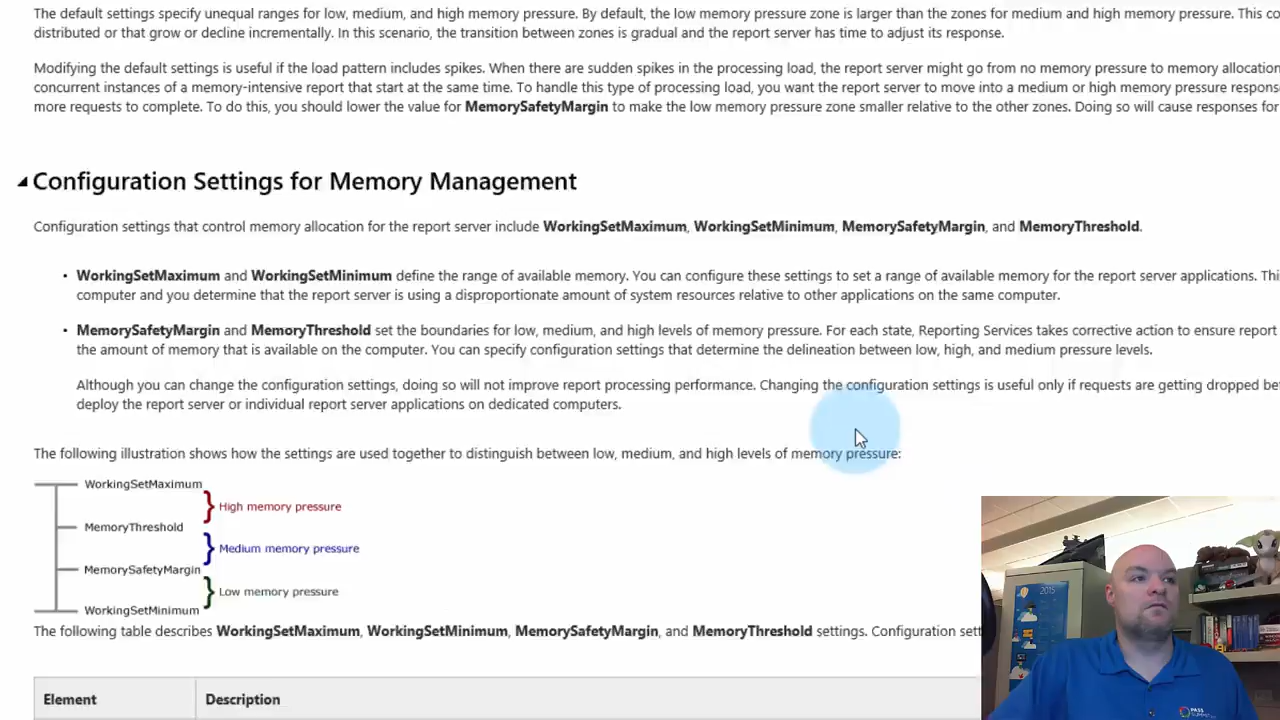 The default settings specify unequal ranges for low, medium, and high memory pressure. By default, the low memory pressure zone is larger than the zones for medium and high memory pressure. This
distributed or that grow or decline incrementally. In this scenario, the transition between zones is gradual and the report server has time to adjust its response.
Modifying the default settings is useful if the load pattern includes spikes. When there are sudden spikes in the processing load, the report server might go from no memory pressure to memory
concurrent instances of a memory-intensive report that start at the same time. To handle this type of processing load, you want the report server to move into a medium or high memory pressure
more requests to complete. To do this, you should lower the value for MemorySafetyMargin to make the low memory pressure zone smaller relative to the other zones. Doing so will cause responses for
Configuration Settings for Memory Management
Configuration settings that control memory allocation for the report server include WorkingSetMaximum, WorkingSetMinimum, MemorySafetyMargin, and MemoryThreshold.
• WorkingSetMaximum and WorkingSetMinimum define the range of available memory. You can configure these settings to set a range of available memory for the report server applications.
computer and you determine that the report server is using a disproportionate amount of system resources relative to other applications on the same computer.
• MemorySafetyMargin and MemoryThreshold set the boundaries for low, medium, and high levels of memory pressure. For each state, Reporting Services takes corrective action to ensure report
the amount of memory that is available on the computer. You can specify configuration settings that determine the delineation between low, high, and medium pressure levels.
Although you can change the configuration settings, doing so will not improve report processing performance. Changing the configuration settings is useful only if requests are getting dropped
deploy the report server or individual report server applications on dedicated computers.
The following illustration shows how the settings are used together to distinguish between low, medium, and high levels of memory pressure:
WorkingSetMaximum
High memory pressure
MemoryThreshold
Medium memory pressure
MemorySafetyMargin
Low memory pressure
WorkingSetMinimum
The following table describes WorkingSetMaximum, WorkingSetMinimum, MemorySafetyMargin, and MemoryThreshold settings. Configuration
Element Description
2015
PASS